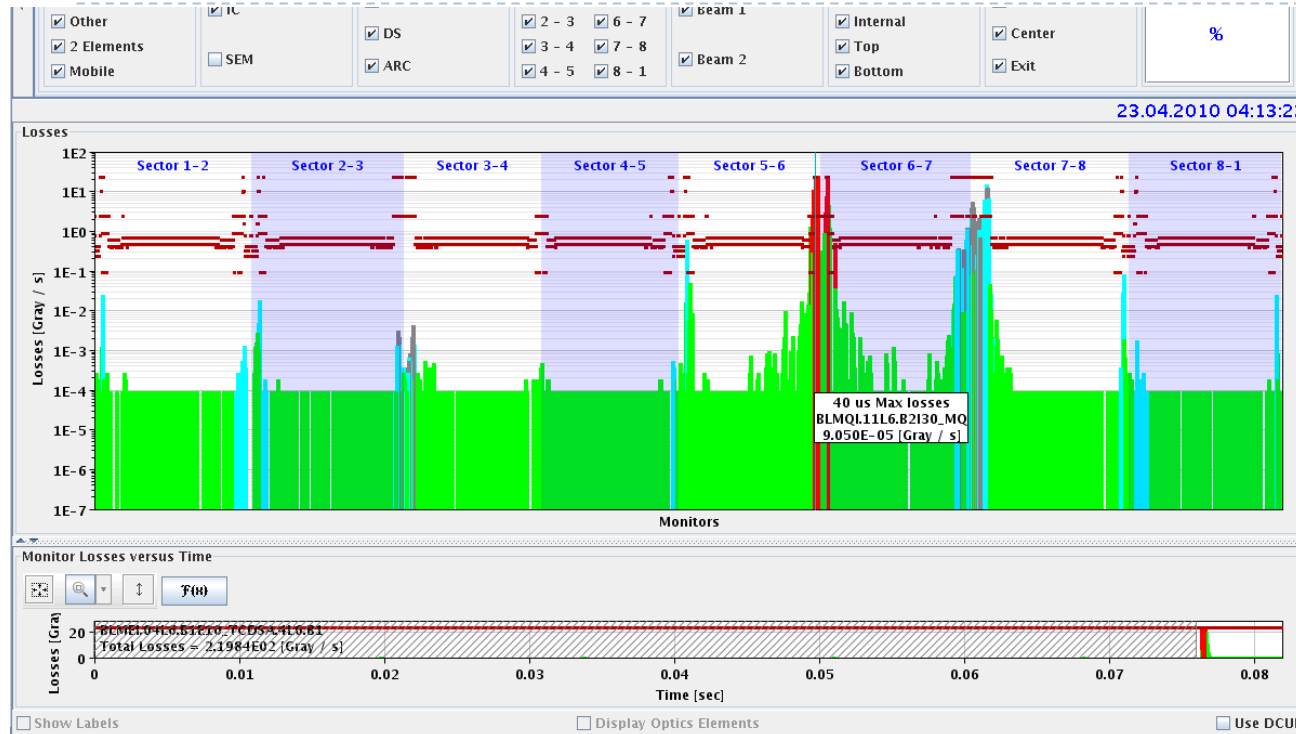 IC
Beam 1
Other
2 - 3
6 - 7
Internal
DS
Center
2 Elements
3 - 4
7 - 8
Top
%
SEM
Beam 2
Mobile
ARC
4 - 5
8 - 1
Bottom
Exit
23.04.2010 04:13:2
Losses
1E2
Sector 1-2
Sector 2-3
Sector 3-4
Sector 4-5
Sector 5-6
Sector 6-7
Sector 7-8
Sector 8-1
1E1
1E0
1E-1
1E-2
1E-3
1E-4
1E-5
1E-6
1E-7
Losses [Gray / s]
40 us Max losses
BLMQI.11L6.B2I30_MQ
9.050E-05 [Gray / s]
Monitors
Monitor Losses versus Time
F(x)
Losses [Gra
20
0
BLMEI.04L6.B1E10_TCDSA.4L6.B1
Total Losses = 2.1984E02 [Gray / s]
0
0.01
0.02
0.03
0.04
0.05
0.06
0.07
0.08
Time [sec]
Show Labels
Display Optics Elements
Use DCU